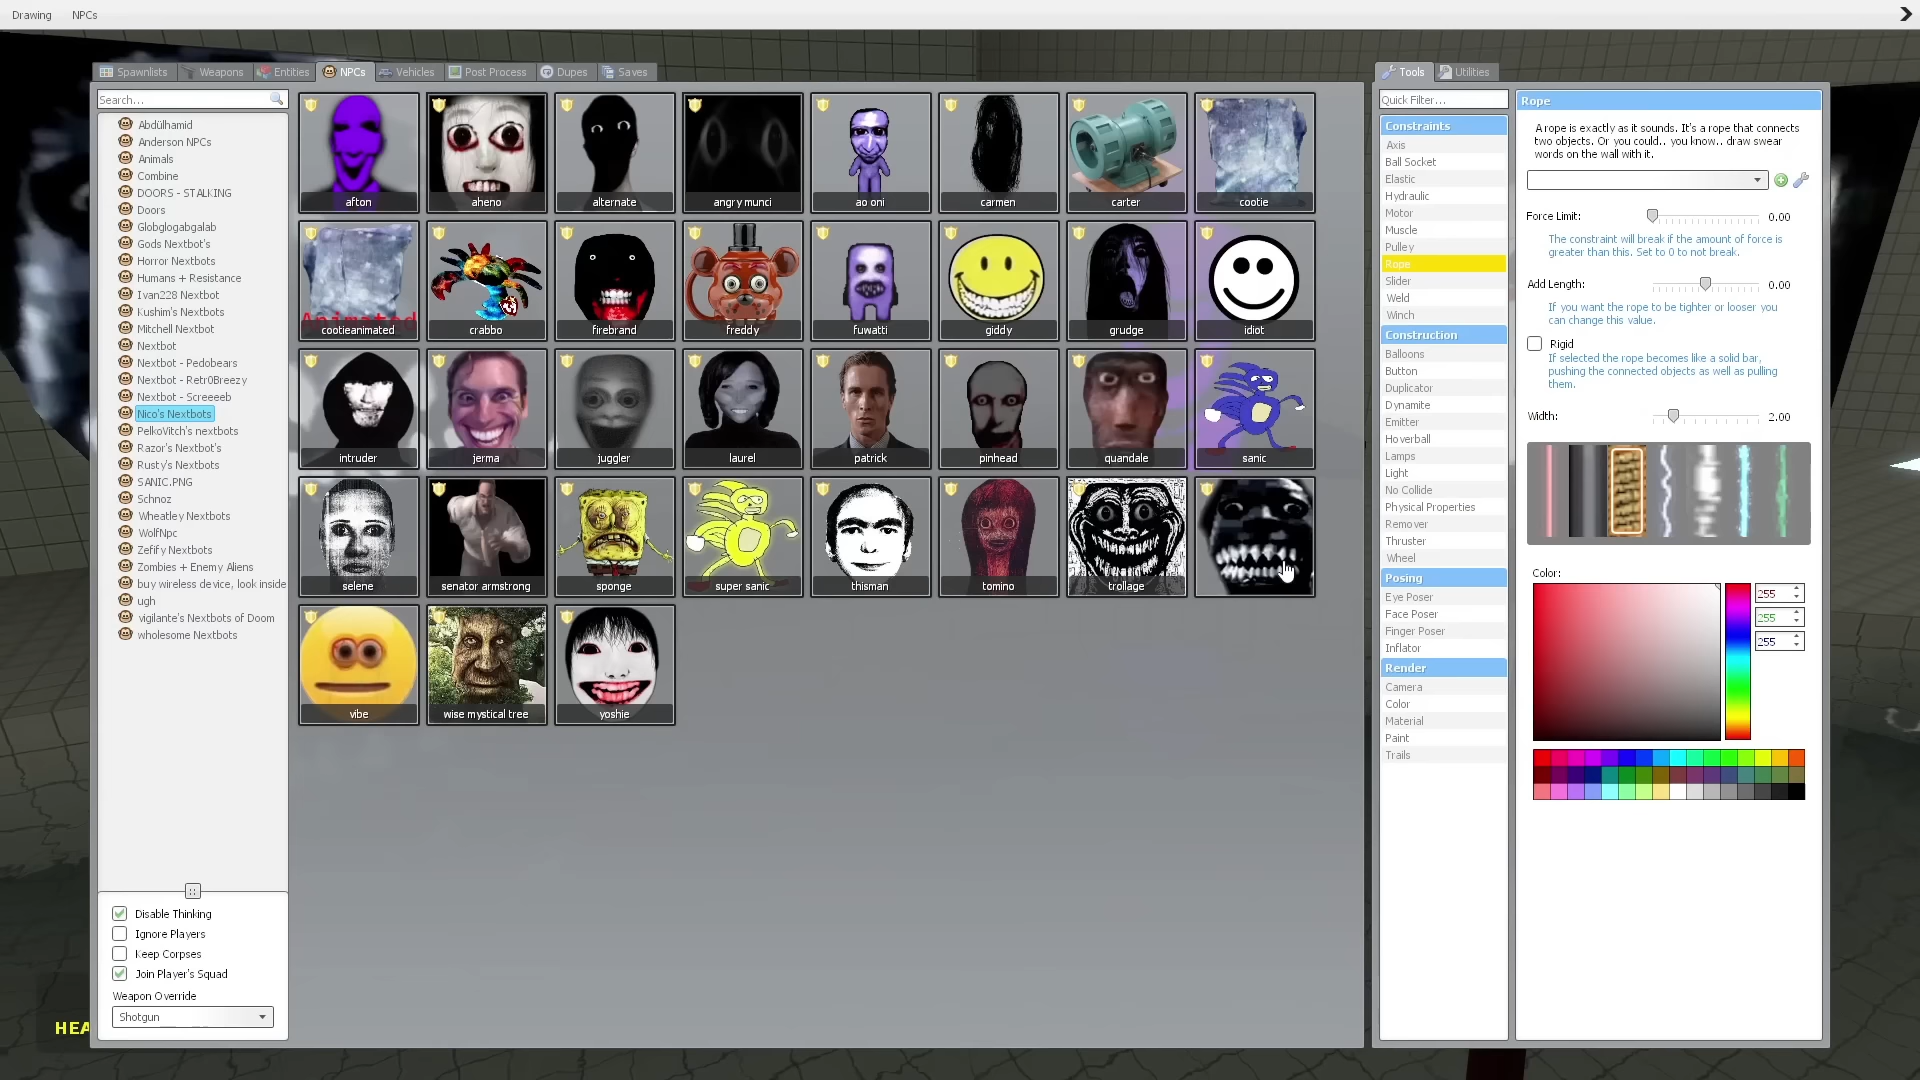 Drawing NPCs
Spawnlists Weapons Entities NPCs Vehicles Post Process Dupes Saves
Tools Utilities
Search...
Abdülhamid
Anderson NPCs
Animals
Combine
DOORS - STALKING
Doors
Globglogabgalab
Gods Nextbot's
Horror Nextbots
Humans + Resistance
Ivan228 Nextbot
Kushim's Nextbots
Mitchell Nextbot
Nextbot
Nextbot - Pedobears
Nextbot - Retr0Breezy
Nextbot - Screeeeb
Nico's Nextbots
PelkoVitch's nextbots
Razor's Nextbot's
Rusty's Nextbots
SANIC.PNG
Schnoz
Wheatley Nextbots
WolfNpc
Zefify Nextbots
Zombies + Enemy Aliens
buy wireless device, look inside
ugh
vigilante's Nextbots of Doom
wholesome Nextbots
Disable Thinking
Ignore Players
Keep Corpses
Join Player's Squad
Weapon Override
Shotgun
HEA
afton aheno alternate angry munci ao oni carmen carter cootie
Animated
cootieanimated crabbo firebrand freddy fuwatti giddy grudge idiot
intruder jerma juggler laurel patrick pinhead quandale sanic
selene senator armstrong sponge super sanic thisman tomino trollage
vibe wise mystical tree yoshie
Quick Filter...
Constraints
Axis
Ball Socket
Elastic
Hydraulic
Motor
Muscle
Pulley
Rope
Slider
Weld
Winch
Construction
Balloons
Button
Duplicator
Dynamite
Emitter
Hoverball
Lamps
Light
No Collide
Physical Properties
Remover
Thruster
Wheel
Posing
Eye Poser
Face Poser
Finger Poser
Inflator
Render
Camera
Color
Material
Paint
Trails
Rope
A rope is exactly as it sounds. It's a rope that connects
two objects. Or you could.. you know.. draw swear
words on the wall with it.
Force Limit: 0.00
The constraint will break if the amount of force is
greater than this. Set to 0 to not break.
Add Length: 0.00
If you want the rope to be tighter or looser you
can change this value.
Rigid
If selected the rope becomes like a solid bar,
pushing the connected objects as well as pulling
them.
Width: 2.00
Color:
255
255
255